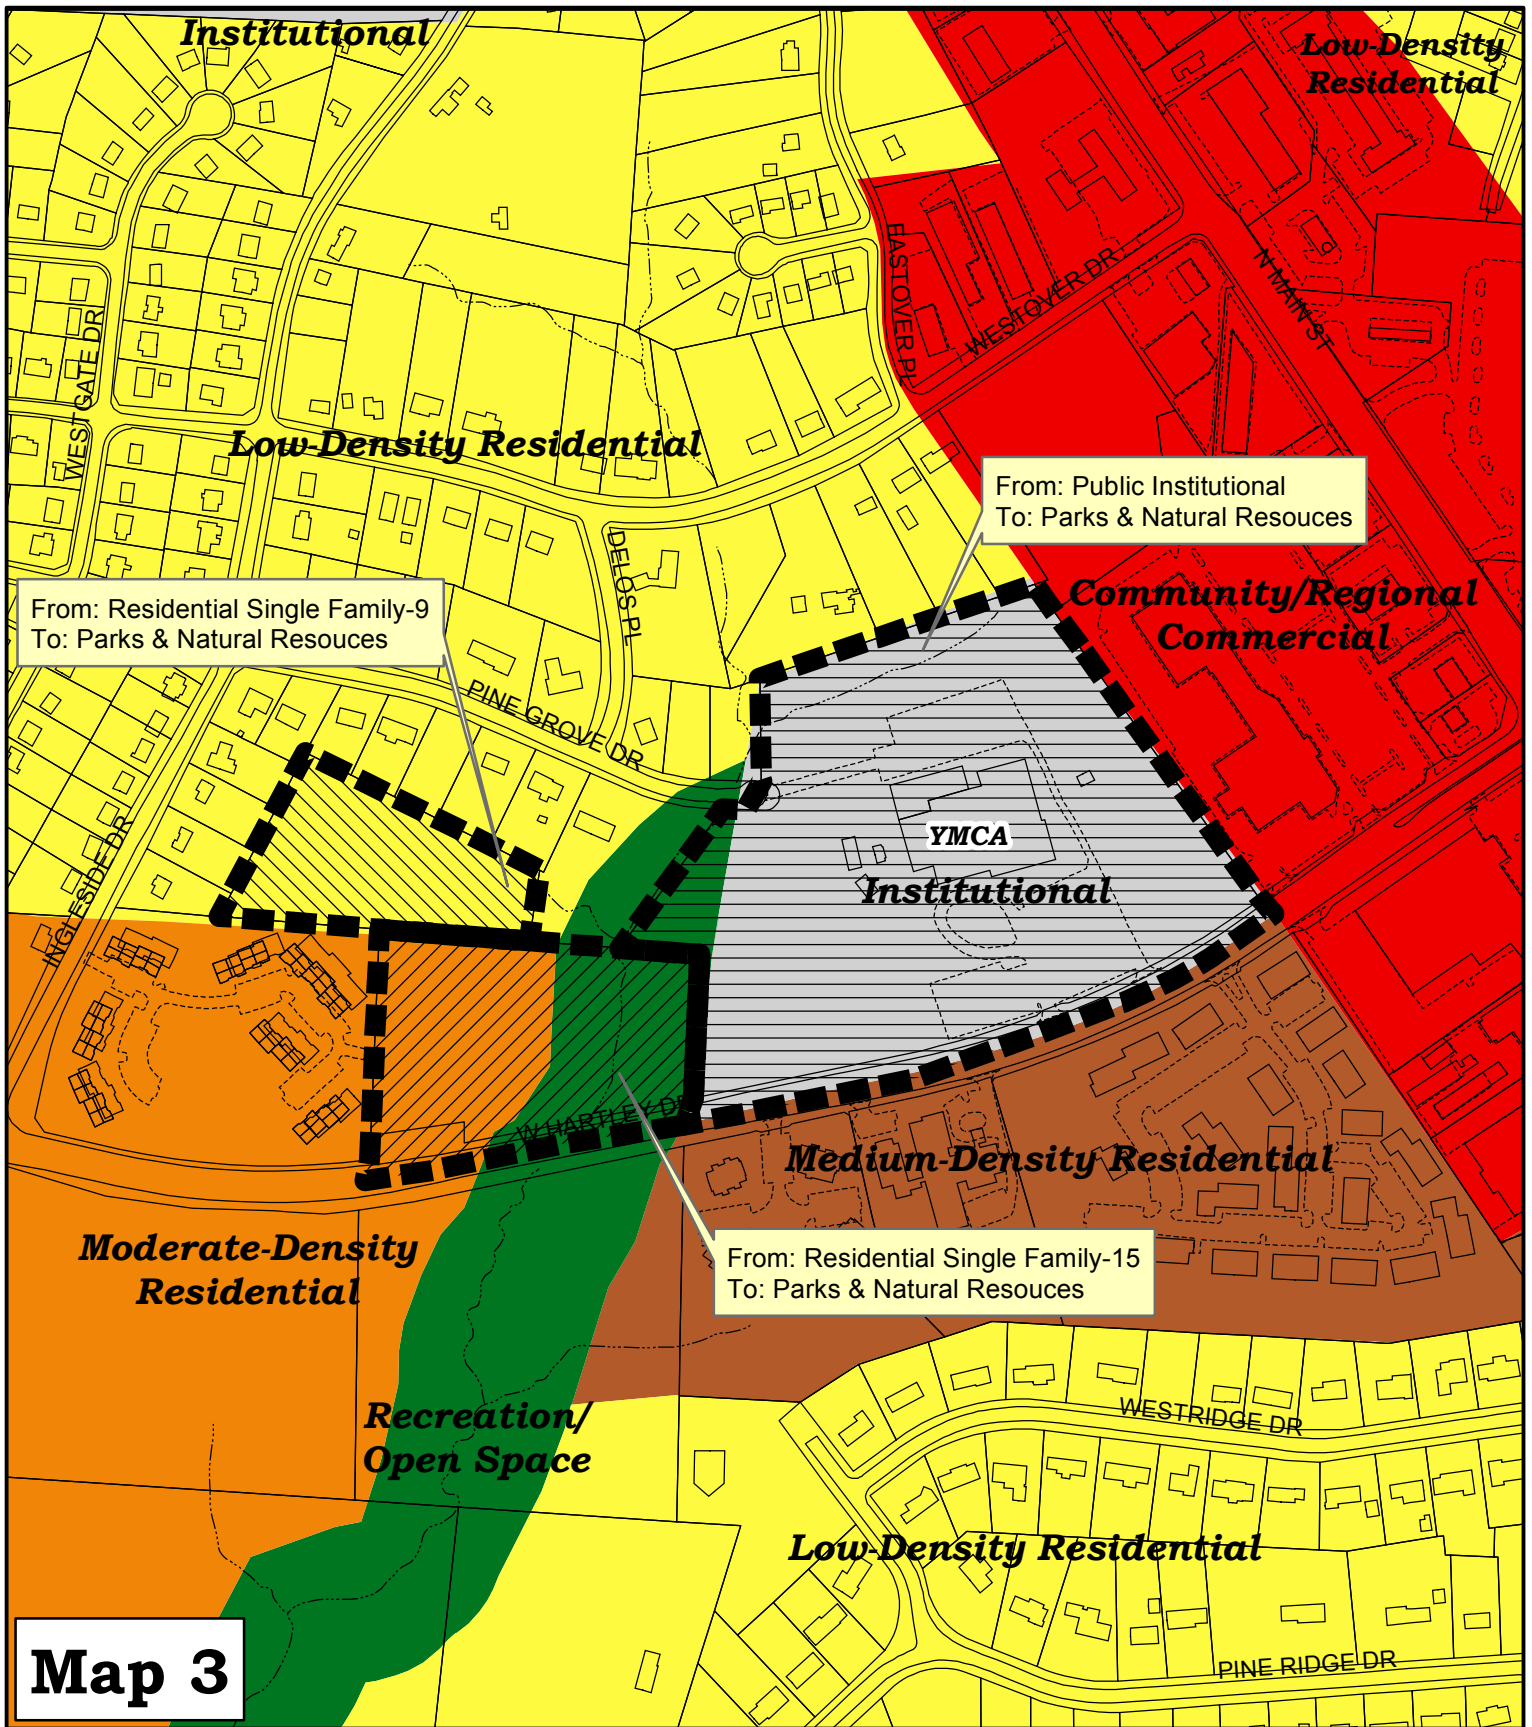 Institutional
Low-Density
Residential
EASTOVER PL
WESTOVER DR
N MAIN ST
WESTGATE DR
Low-Density Residential
From: Public Institutional
To: Parks & Natural Resouces
DELOS PL
From: Residential Single Family-9
To: Parks & Natural Resouces
Community/Regional
Commercial
PINE GROVE DR
YMCA
Institutional
INGLESIDE DR
W HARTLEY DR
Medium-Density Residential
Moderate-Density
Residential
From: Residential Single Family-15
To: Parks & Natural Resouces
Recreation/
Open Space
WESTRIDGE DR
Low-Density Residential
PINE RIDGE DR
Map 3